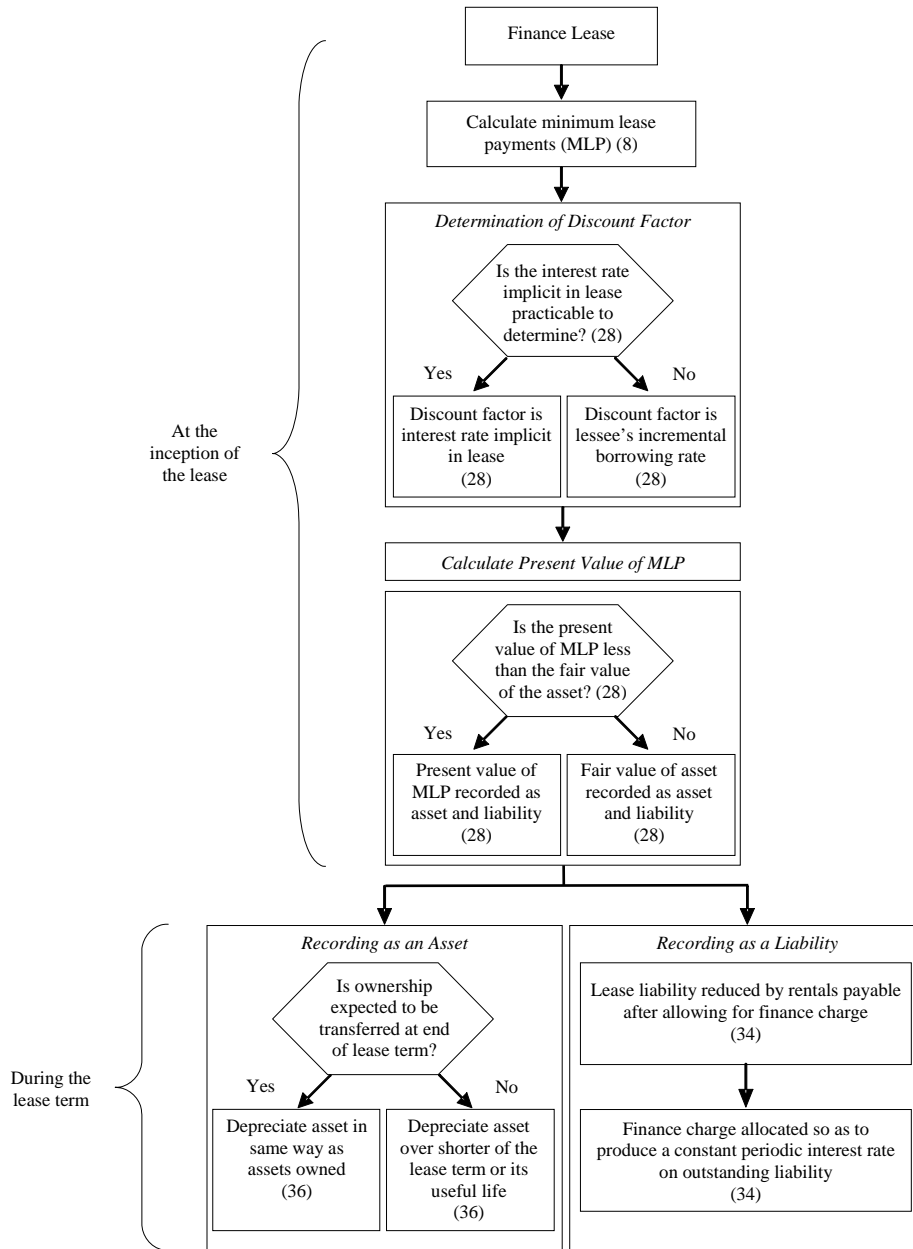 Finance Lease
Calculate minimum lease
payments (MLP) (8)
Determination of Discount Factor
Is the interest rate
implicit in lease
practicable to
determine? (28)
Yes
No
Discount factor is
interest rate implicit
in lease
(28)
Discount factor is
lessee’s incremental
borrowing rate
(28)
At the
inception of
the lease
Calculate Present Value of MLP
Is the present
value of MLP less
than the fair value
of the asset? (28)
Yes
No
Present value of
MLP recorded as
asset and liability
(28)
Fair value of asset
recorded as asset
and liability
(28)
During the
lease term
Recording as an Asset
Is ownership
expected to be
transferred at end
of lease term?
Yes
No
Depreciate asset in
same way as
assets owned
(36)
Depreciate asset
over shorter of the
lease term or its
useful life
(36)
Recording as a Liability
Lease liability reduced by rentals payable
after allowing for finance charge
(34)
Finance charge allocated so as to
produce a constant periodic interest rate
on outstanding liability
(34)